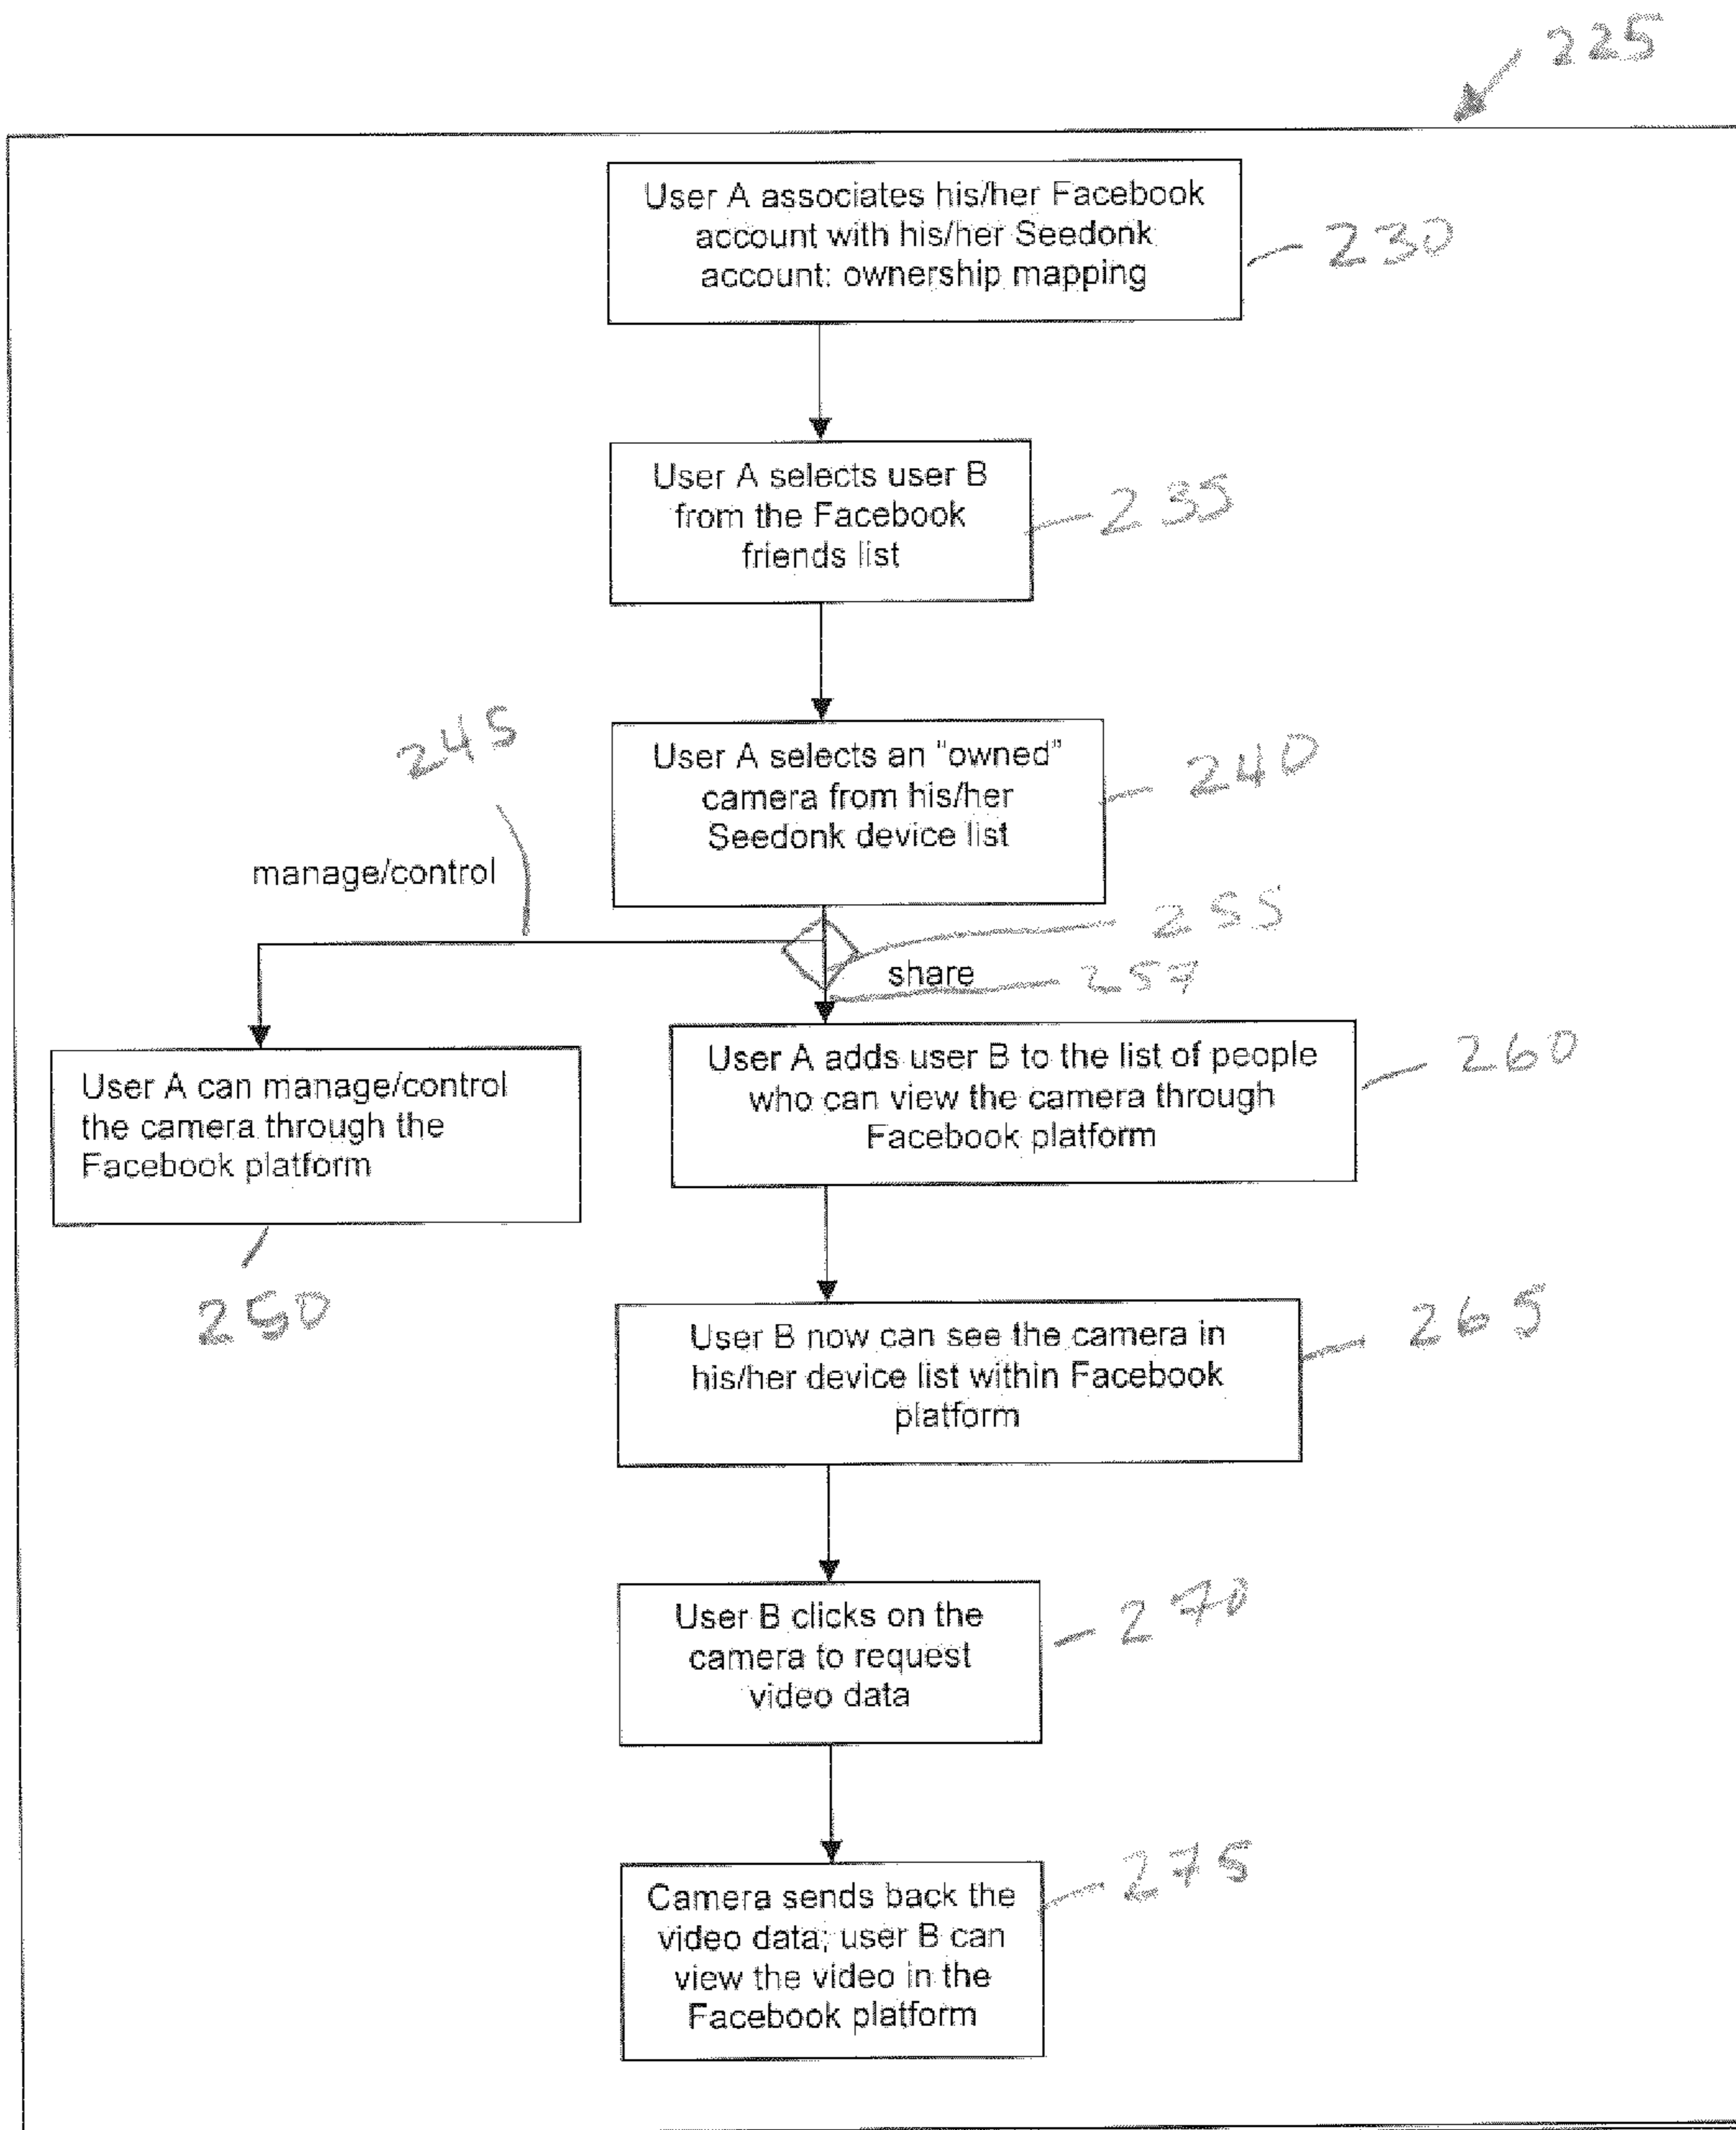 225
User A associates his/her Facebook
account with his/her Seedonk
account: ownership mapping
230
User A selects user B
from the Facebook
friends list
235
User A selects an "owned"
camera from his/her
Seedonk device list
240
245
manage/control
255
share
257
User A can manage/control
the camera through the
Facebook platform
250
User A adds user B to the list of people
who can view the camera through
Facebook platform
260
User B now can see the camera in
his/her device list within Facebook
platform
265
User B clicks on the
camera to request
video data
270
Camera sends back the
video data; user B can
view the video in the
Facebook platform
275